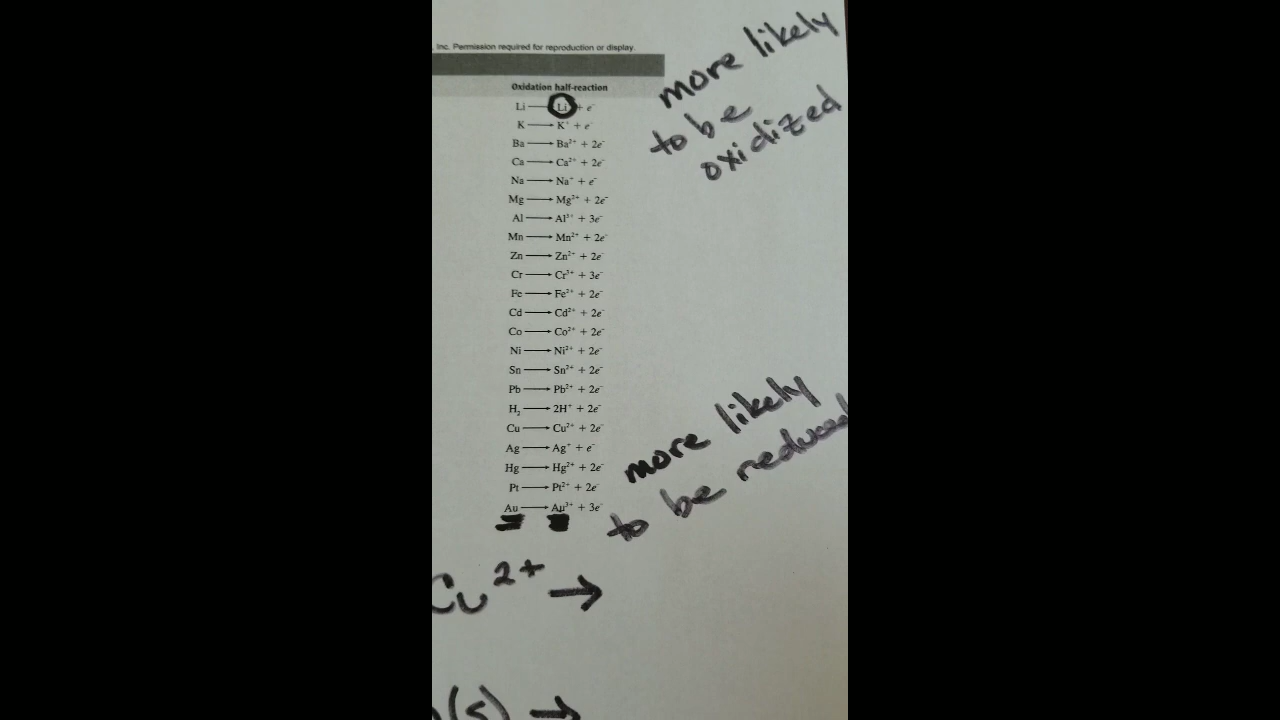 , Inc. Permission required for reproduction or display.
Oxidation half-reaction
Li ⟶ Li + e⁻
K ⟶ K⁺ + e⁻
Ba ⟶ Ba²⁺ + 2e⁻
Ca ⟶ Ca²⁺ + 2e⁻
Na ⟶ Na⁺ + e⁻
Mg ⟶ Mg²⁺ + 2e⁻
Al ⟶ Al³⁺ + 3e⁻
Mn ⟶ Mn²⁺ + 2e⁻
Zn ⟶ Zn²⁺ + 2e⁻
Cr ⟶ Cr³⁺ + 3e⁻
Fe ⟶ Fe²⁺ + 2e⁻
Cd ⟶ Cd²⁺ + 2e⁻
Co ⟶ Co²⁺ + 2e⁻
Ni ⟶ Ni²⁺ + 2e⁻
Sn ⟶ Sn²⁺ + 2e⁻
Pb ⟶ Pb²⁺ + 2e⁻
H₂ ⟶ 2H⁺ + 2e⁻
Cu ⟶ Cu²⁺ + 2e⁻
Ag ⟶ Ag⁺ + e⁻
Hg ⟶ Hg²⁺ + 2e⁻
Pt ⟶ Pt²⁺ + 2e⁻
Au ⟶ Au³⁺ + 3e⁻
more likely
to be
oxidized
more likely
to be reduced
Cu²⁺ →
(s) →